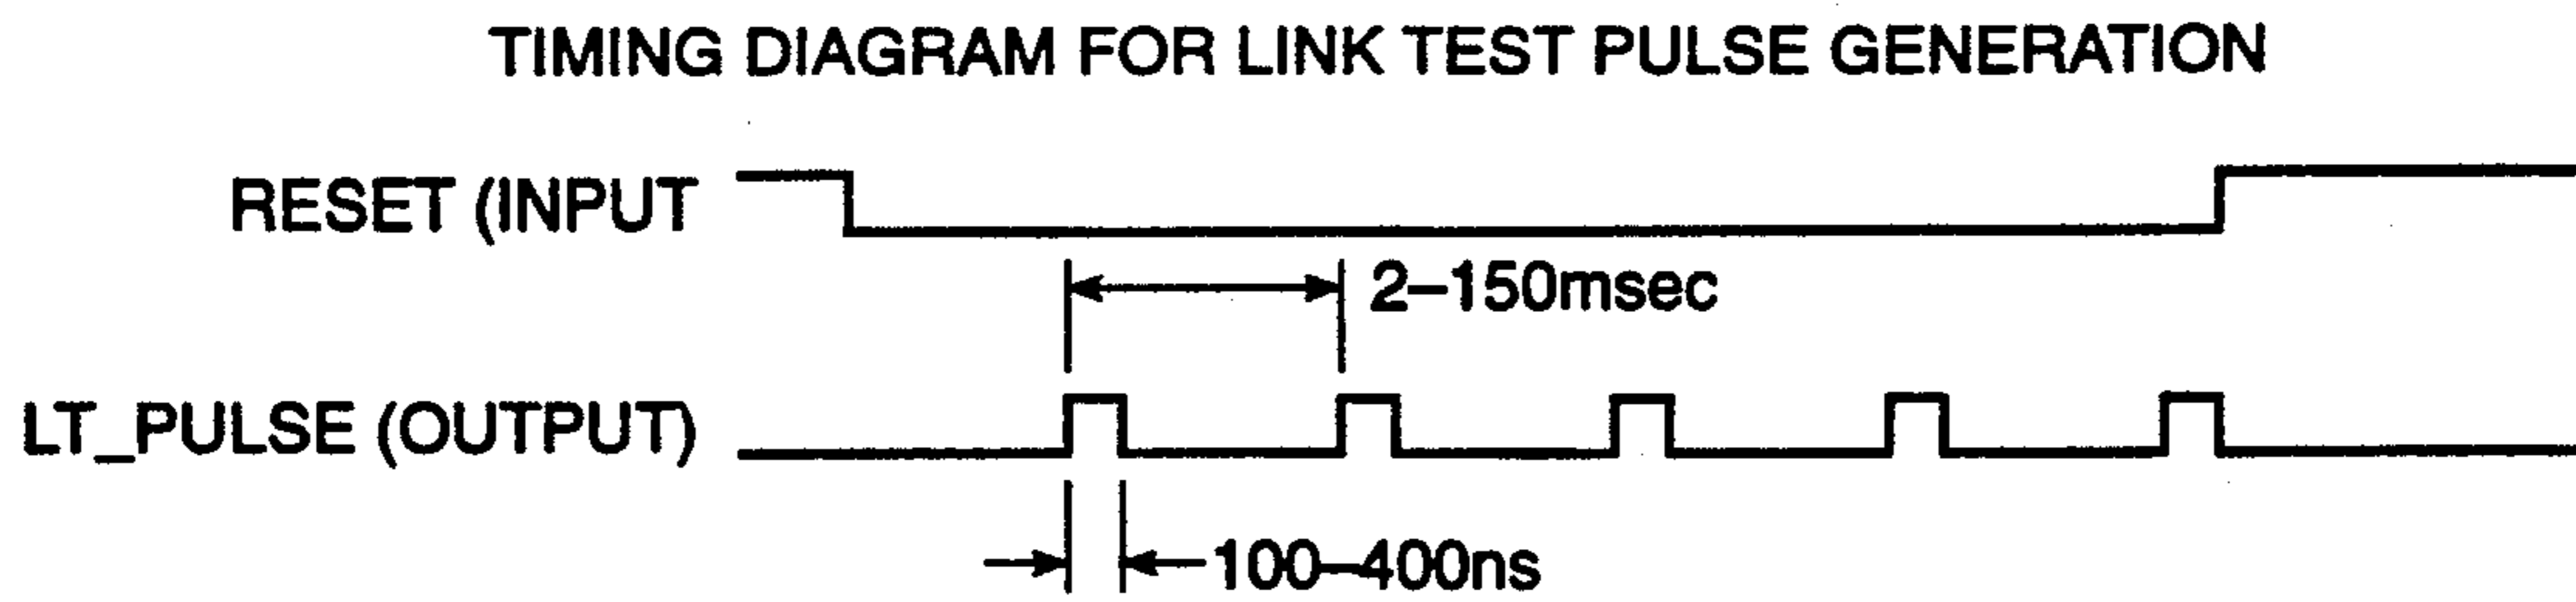 TIMING DIAGRAM FOR LINK TEST PULSE GENERATION
RESET (INPUT
2–150msec
LT_PULSE (OUTPUT)
100–400ns